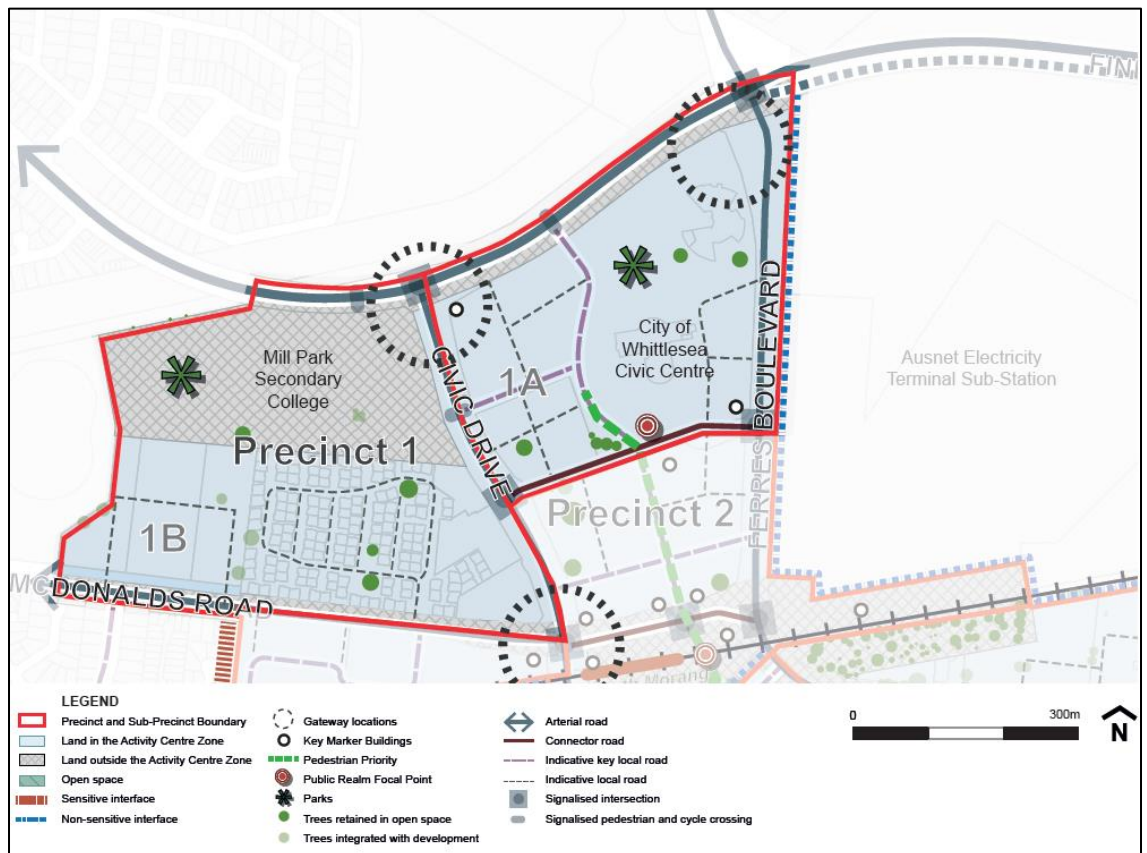 FIN
Mill Park
Secondary
College
CIVIC DRIVE
1A
City of
Whittlesea
Civic Centre
BOULEVARD
Ausnet Electricity
Terminal Sub-Station
Precinct 1
1B
Precinct 2
FERRES
MCDONALDS ROAD
Morang
LEGEND
Precinct and Sub-Precinct Boundary
Land in the Activity Centre Zone
Land outside the Activity Centre Zone
Open space
Sensitive interface
Non-sensitive interface
Gateway locations
Key Marker Buildings
Pedestrian Priority
Public Realm Focal Point
Parks
Trees retained in open space
Trees integrated with development
Arterial road
Connector road
Indicative key local road
Indicative local road
Signalised intersection
Signalised pedestrian and cycle crossing
0 300m
N